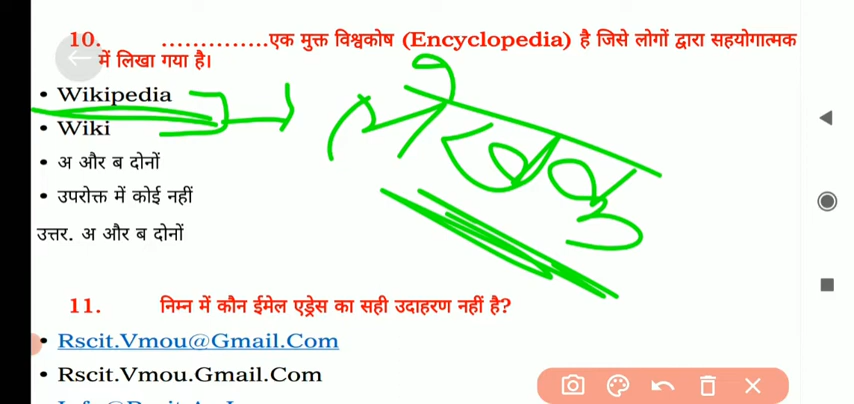 10. ..............एक मुक्त विश्वकोष (Encyclopedia) है जिसे लोगों द्वारा सहयोगात्मक
में लिखा गया है।
• Wikipedia
• Wiki
• अ और ब दोनों
• उपरोक्त में कोई नहीं
उत्तर. अ और ब दोनों
11. निम्न में कौन ईमेल एड्रेस का सही उदाहरण नहीं है?
• Rscit.Vmou@Gmail.Com
• Rscit.Vmou.Gmail.Com